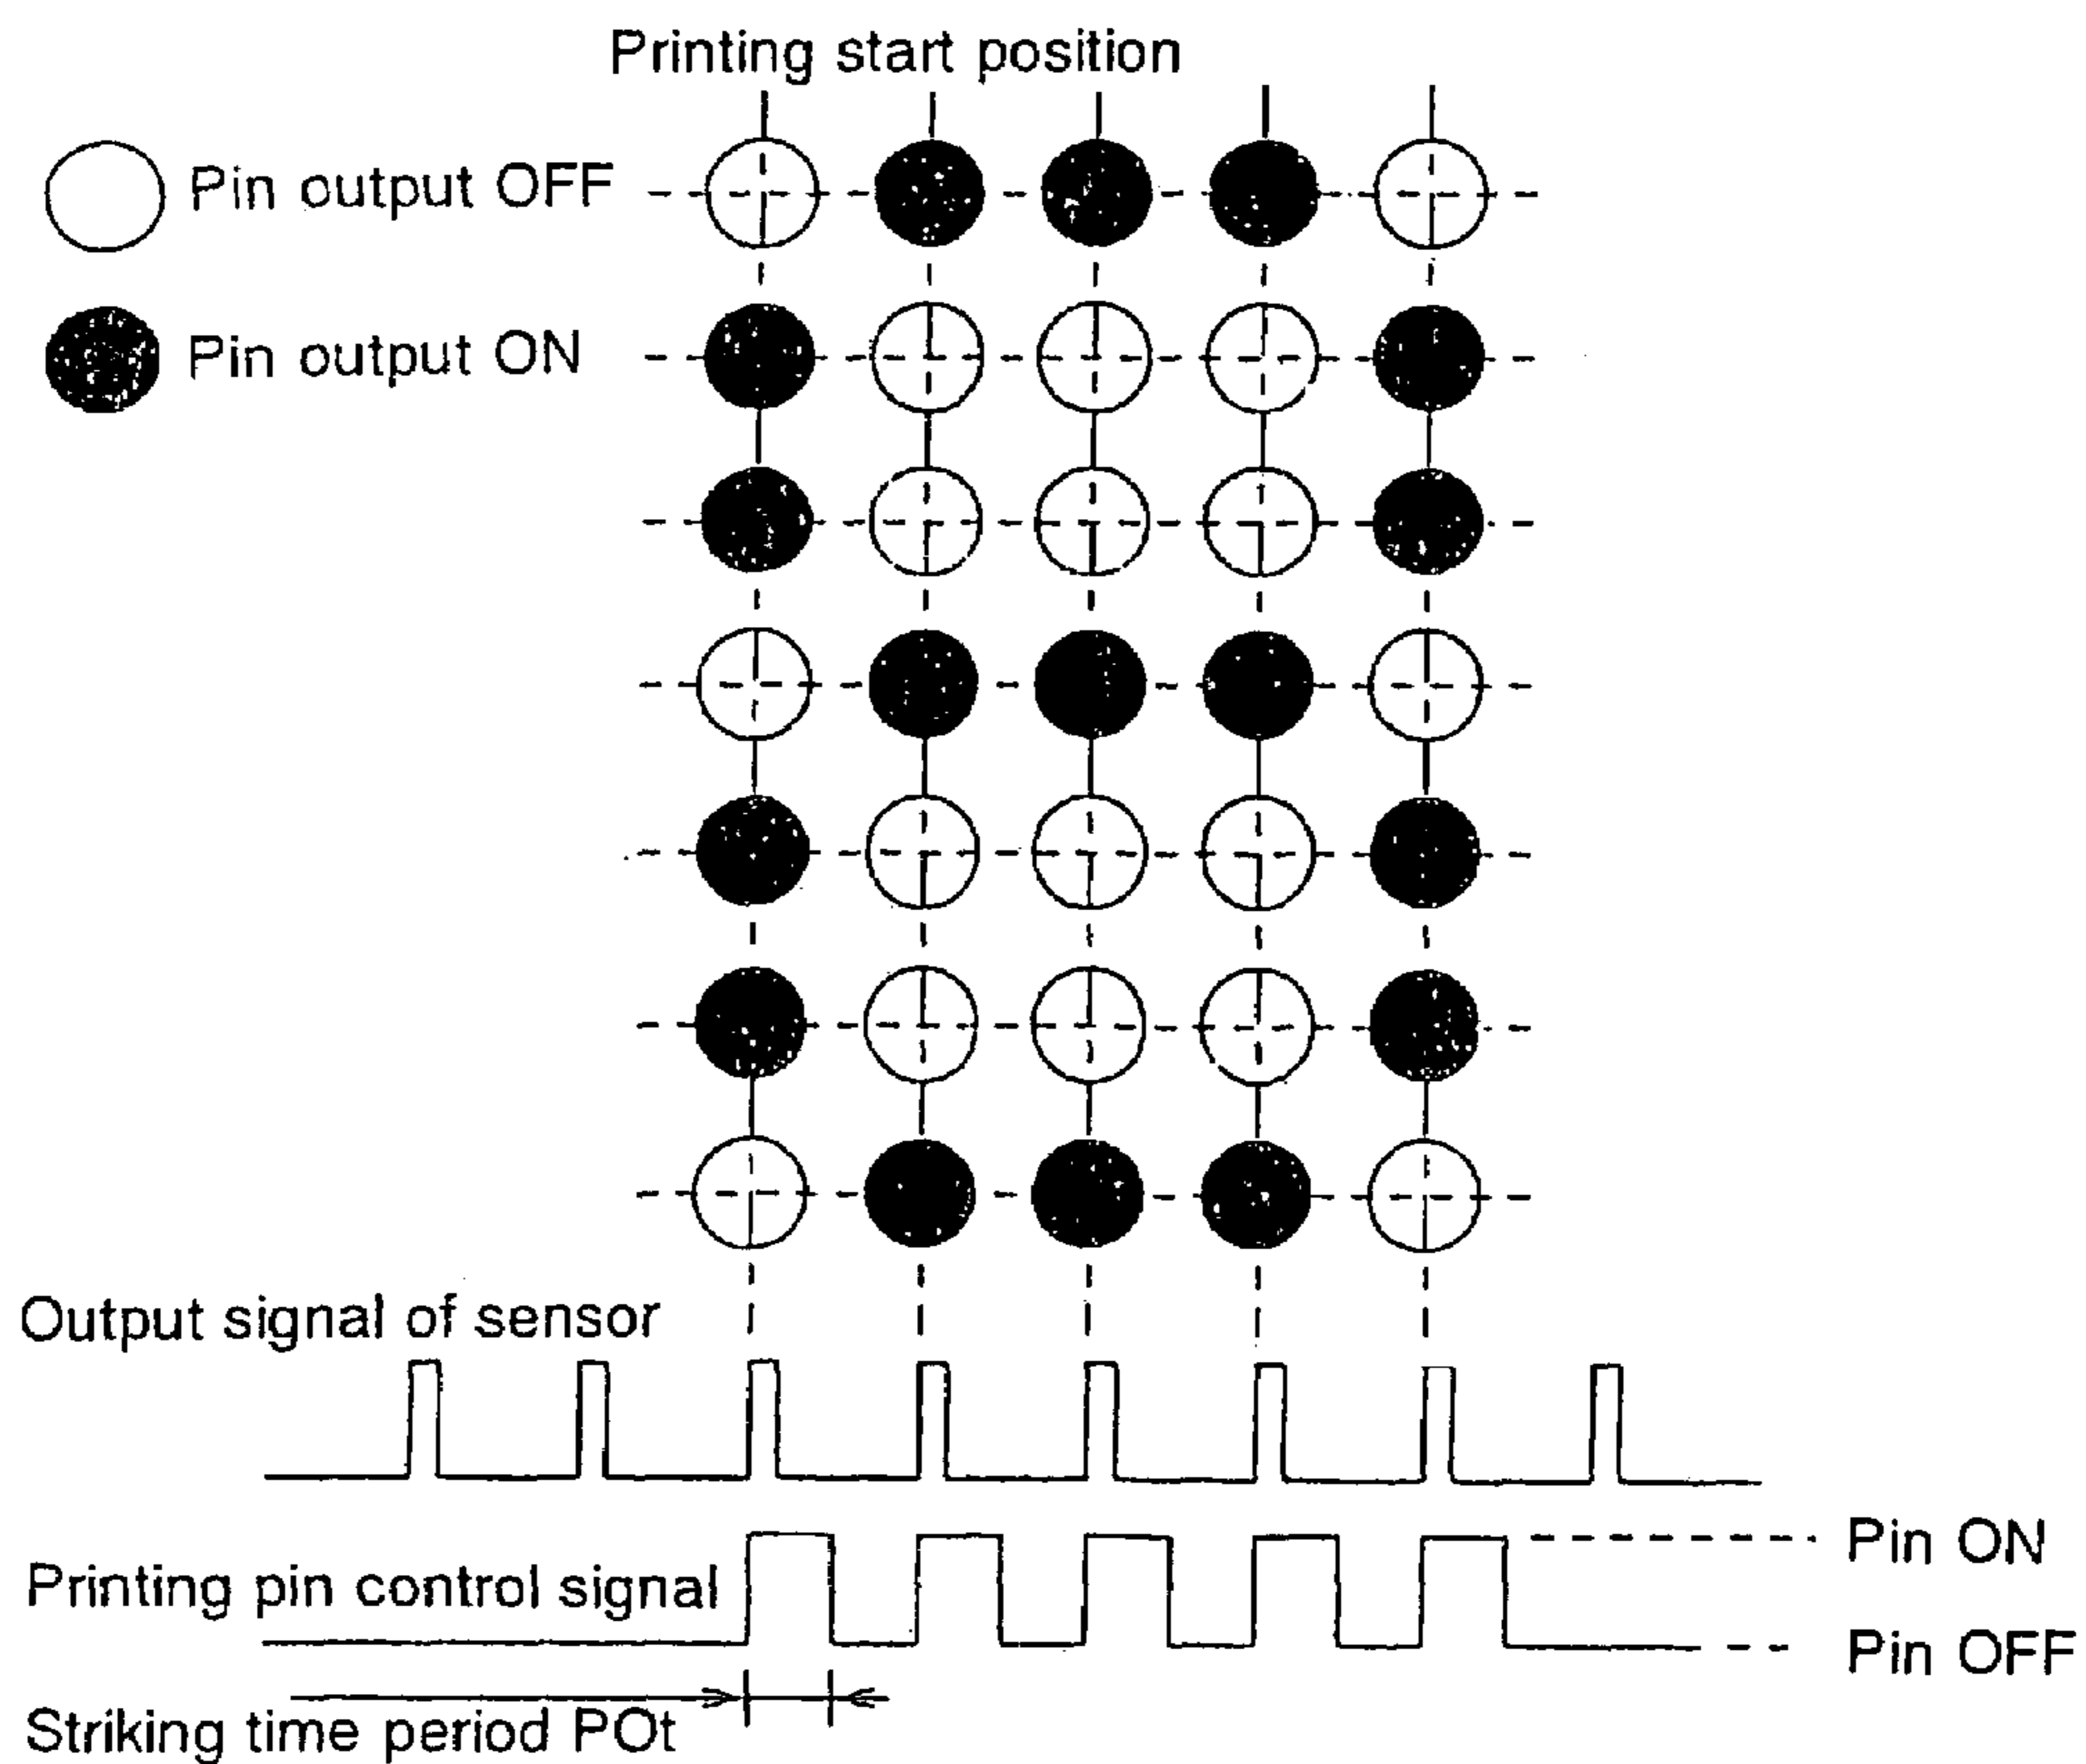 Printing start position
Pin output OFF
Pin output ON
Output signal of sensor
Pin ON
Printing pin control signal
Pin OFF
Striking time period POt